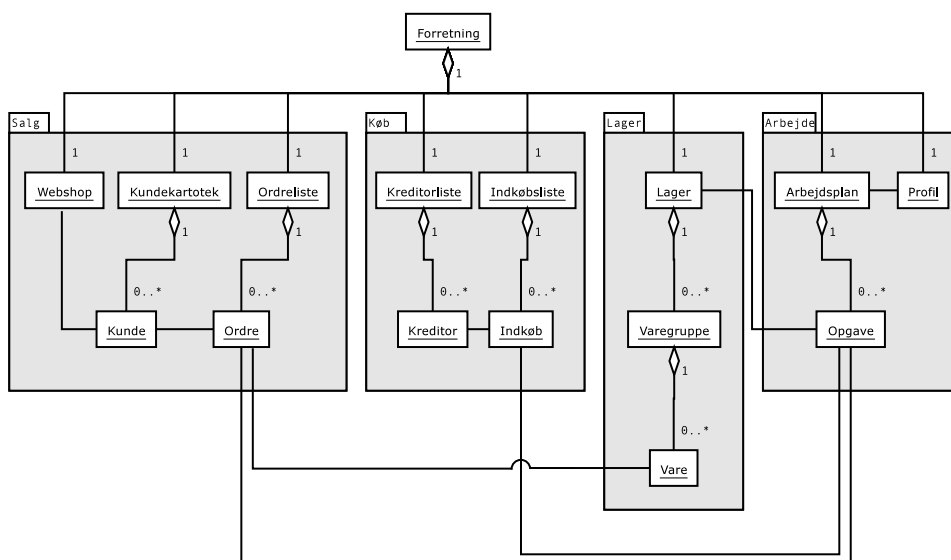 Forretning
1
Salg
Køb
Lager
Arbejde
1
1
1
1
1
1
1
1
Webshop
Kundekartotek
Ordreliste
Kreditorliste
Indkøbsliste
Lager
Arbejdsplan
Profil
1
1
1
1
1
1
0..*
0..*
0..*
0..*
0..*
0..*
Kunde
Ordre
Kreditor
Indkøb
Varegruppe
Opgave
1
0..*
Vare